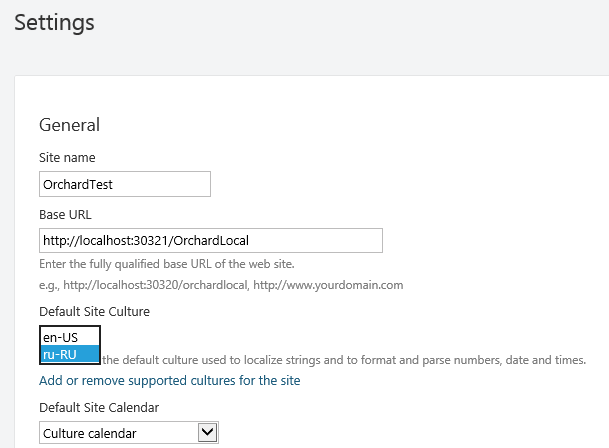 Settings
General
Site name
OrchardTest
Base URL
http://localhost:30321/OrchardLocal
Enter the fully qualified base URL of the web site.
e.g., http://localhost:30320/orchardlocal, http://www.yourdomain.com
Default Site Culture
en-US
ru-RU
the default culture used to localize strings and to format and parse numbers, date and times.
Add or remove supported cultures for the site
Default Site Calendar
Culture calendar